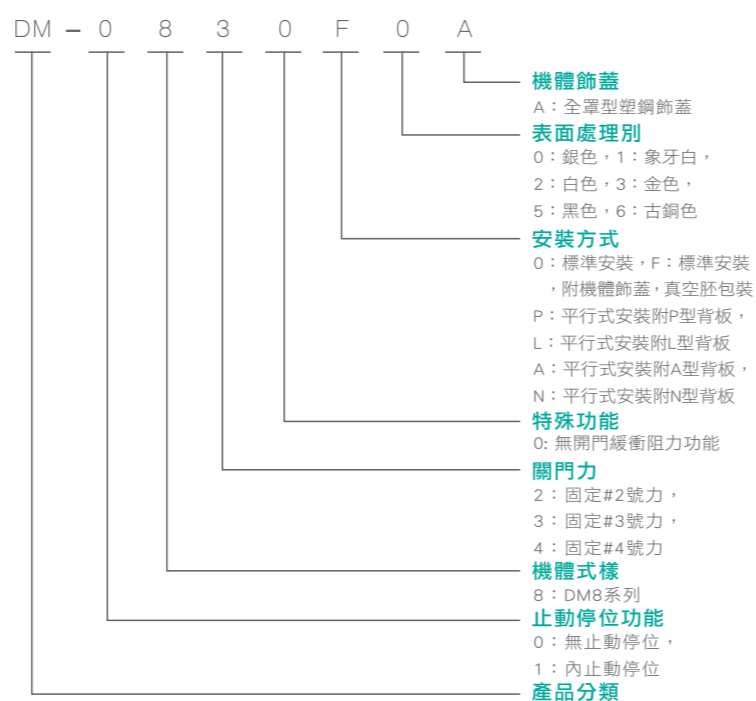 DM-0830F0A
機體飾蓋
A：全罩型塑鋼飾蓋
表面處理別
0：銀色，1：象牙白，
2：白色，3：金色，
5：黑色，6：古銅色
安裝方式
0：標準安裝，F：標準安裝
，附機體飾蓋，真空胚包裝
P：平行式安裝附P型背板，
L：平行式安裝附L型背板
A：平行式安裝附A型背板，
N：平行式安裝附N型背板
特殊功能
0: 無開門緩衝阻力功能
關門力
2：固定#2號力，
3：固定#3號力，
4：固定#4號力
機體式樣
8：DM8系列
止動停位功能
0：無止動停位，
1：內止動停位
產品分類